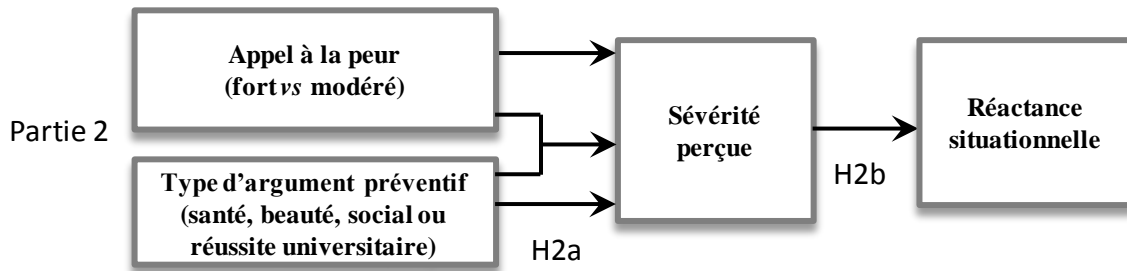 Partie 2
Appel à la peur
(fort vs modéré)
Type d'argument préventif
(santé, beauté, social ou
réussite universitaire)
H2a
Sévérité
perçue
H2b
Réactance
situationnelle